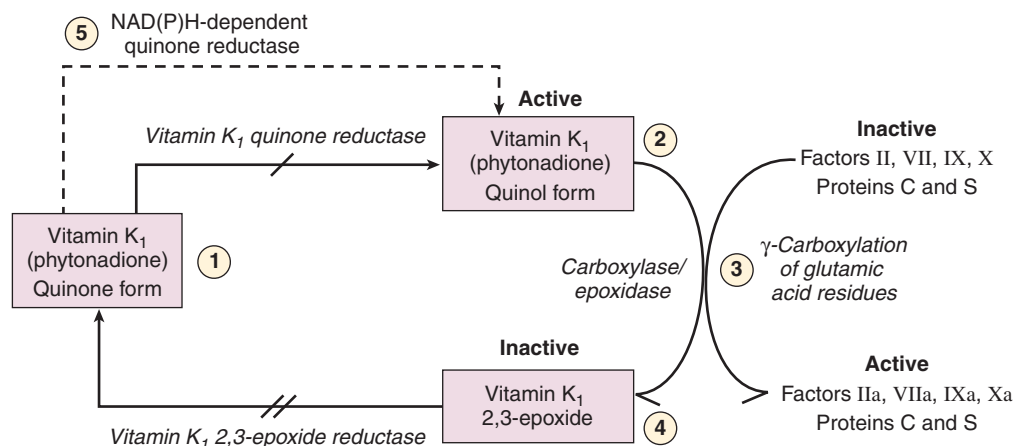 5
NAD(P)H-dependent
quinone reductase
Active
Vitamin K1 quinone reductase
Vitamin K1
(phytonadione)
Quinol form
2
Inactive
Factors II, VII, IX, X
Proteins C and S
Vitamin K1
(phytonadione)
Quinone form
1
Carboxylase/
epoxidase
3
γ-Carboxylation
of glutamic
acid residues
Inactive
Vitamin K1
2,3-epoxide
4
Vitamin K1 2,3-epoxide reductase
Active
Factors IIa, VIIa, IXa, Xa
Proteins C and S